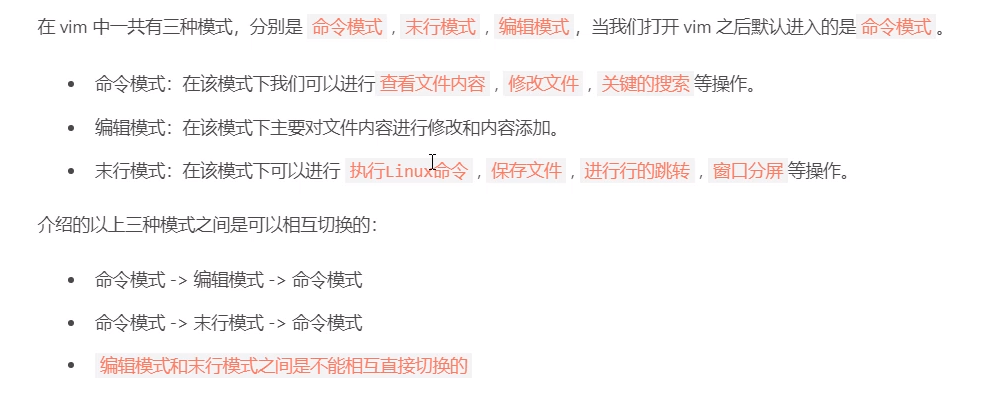 在 vim 中一共有三种模式，分别是 命令模式 , 末行模式 , 编辑模式 ，当我们打开 vim 之后默认进入的是 命令模式 。
命令模式：在该模式下我们可以进行 查看文件内容 , 修改文件 , 关键的搜索 等操作。
编辑模式：在该模式下主要对文件内容进行修改和内容添加。
末行模式：在该模式下可以进行 执行Linux命令 , 保存文件 , 进行行的跳转 , 窗口分屏 等操作。
介绍的以上三种模式之间是可以相互切换的：
命令模式 -> 编辑模式 -> 命令模式
命令模式 -> 末行模式 -> 命令模式
编辑模式和末行模式之间是不能相互直接切换的